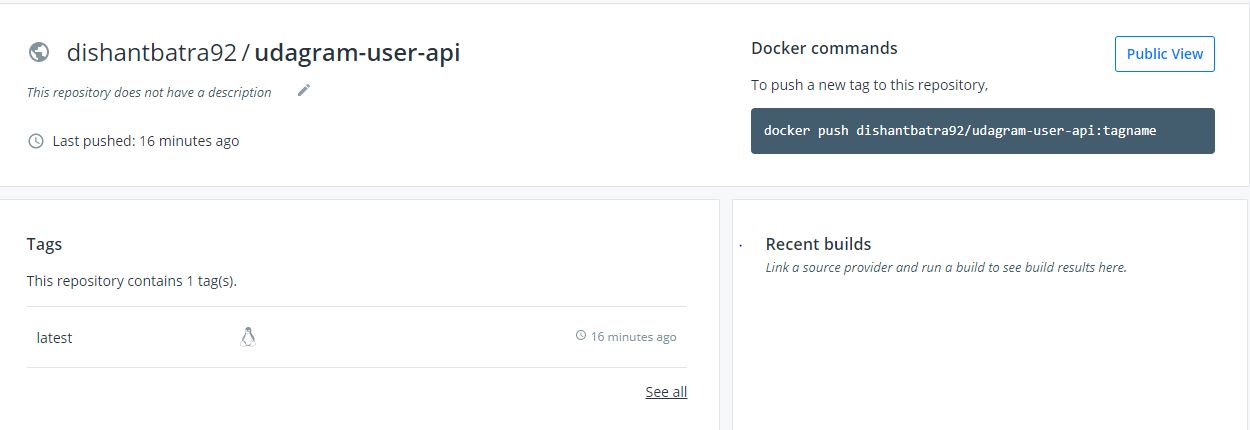 dishantbatra92 / udagram-user-api
This repository does not have a description
Last pushed: 16 minutes ago
Docker commands
Public View
To push a new tag to this repository,
docker push dishantbatra92/udagram-user-api:tagname
Tags
This repository contains 1 tag(s).
latest
16 minutes ago
See all
Recent builds
Link a source provider and run a build to see build results here.